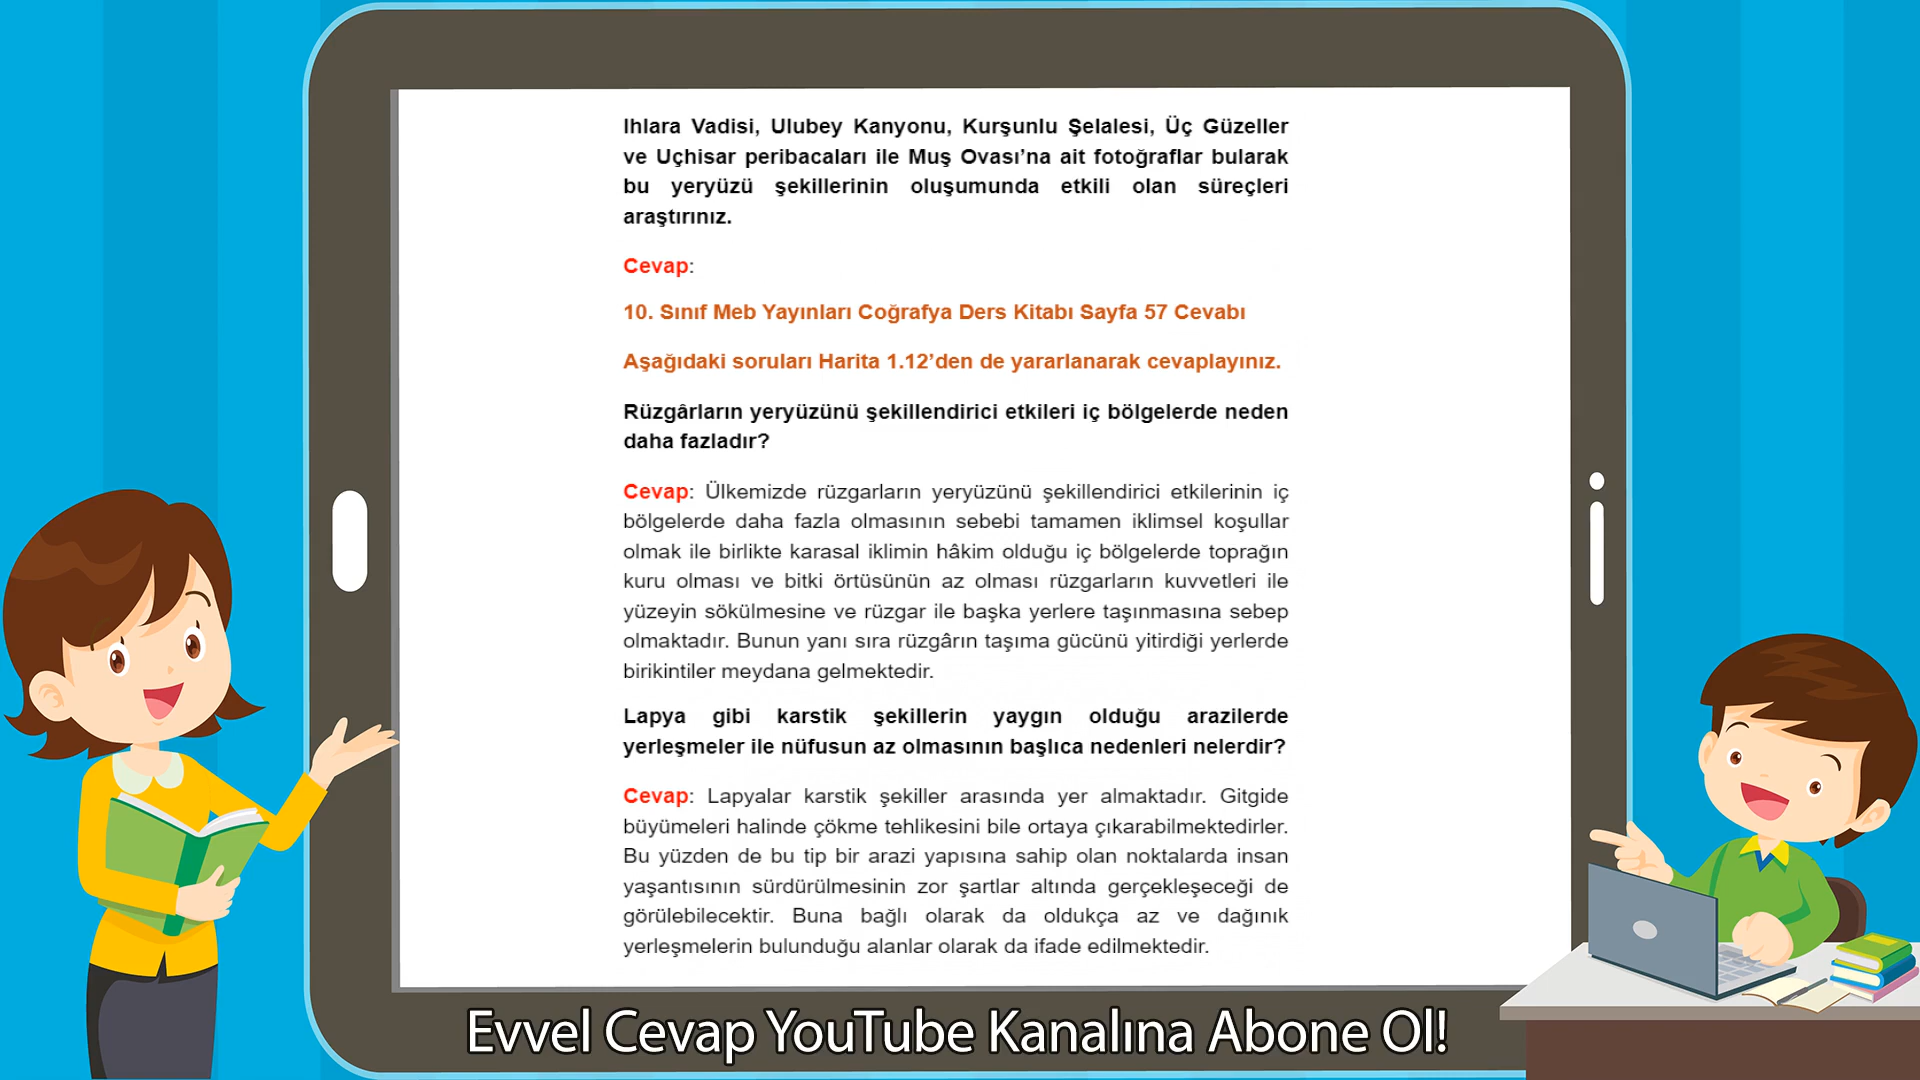 Ihlara Vadisi, Ulubey Kanyonu, Kurşunlu Şelalesi, Üç Güzeller
ve Uçhisar peribacaları ile Muş Ovası’na ait fotoğraflar bularak
bu yeryüzü şekillerinin oluşumunda etkili olan süreçleri
araştırınız.
Cevap:
10. Sınıf Meb Yayınları Coğrafya Ders Kitabı Sayfa 57 Cevabı
Aşağıdaki soruları Harita 1.12’den de yararlanarak cevaplayınız.
Rüzgârların yeryüzünü şekillendirici etkileri iç bölgelerde neden
daha fazladır?
Cevap: Ülkemizde rüzgarların yeryüzünü şekillendirici etkilerinin iç
bölgelerde daha fazla olmasının sebebi tamamen iklimsel koşullar
olmak ile birlikte karasal iklimin hâkim olduğu iç bölgelerde toprağın
kuru olması ve bitki örtüsünün az olması rüzgarların kuvvetleri ile
yüzeyin sökülmesine ve rüzgar ile başka yerlere taşınmasına sebep
olmaktadır. Bunun yanı sıra rüzgârın taşıma gücünü yitirdiği yerlerde
birikintiler meydana gelmektedir.
Lapya gibi karstik şekillerin yaygın olduğu arazilerde
yerleşmeler ile nüfusun az olmasının başlıca nedenleri nelerdir?
Cevap: Lapyalar karstik şekiller arasında yer almaktadır. Gitgide
büyümeleri halinde çökme tehlikesini bile ortaya çıkarabilmektedirler.
Bu yüzden de bu tip bir arazi yapısına sahip olan noktalarda insan
yaşantısının sürdürülmesinin zor şartlar altında gerçekleşeceği de
görülebilecektir. Buna bağlı olarak da oldukça az ve dağınık
yerleşmelerin bulunduğu alanlar olarak da ifade edilmektedir.
Evvel Cevap YouTube Kanalına Abone Ol!